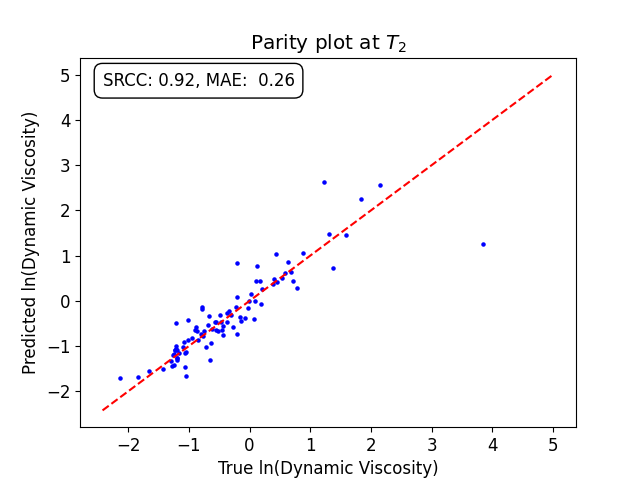 Parity plot at T₂
SRCC: 0.92, MAE:  0.26
Predicted ln(Dynamic Viscosity)
5
4
3
2
1
0
−1
−2
−2 −1 0 1 2 3 4 5
True ln(Dynamic Viscosity)